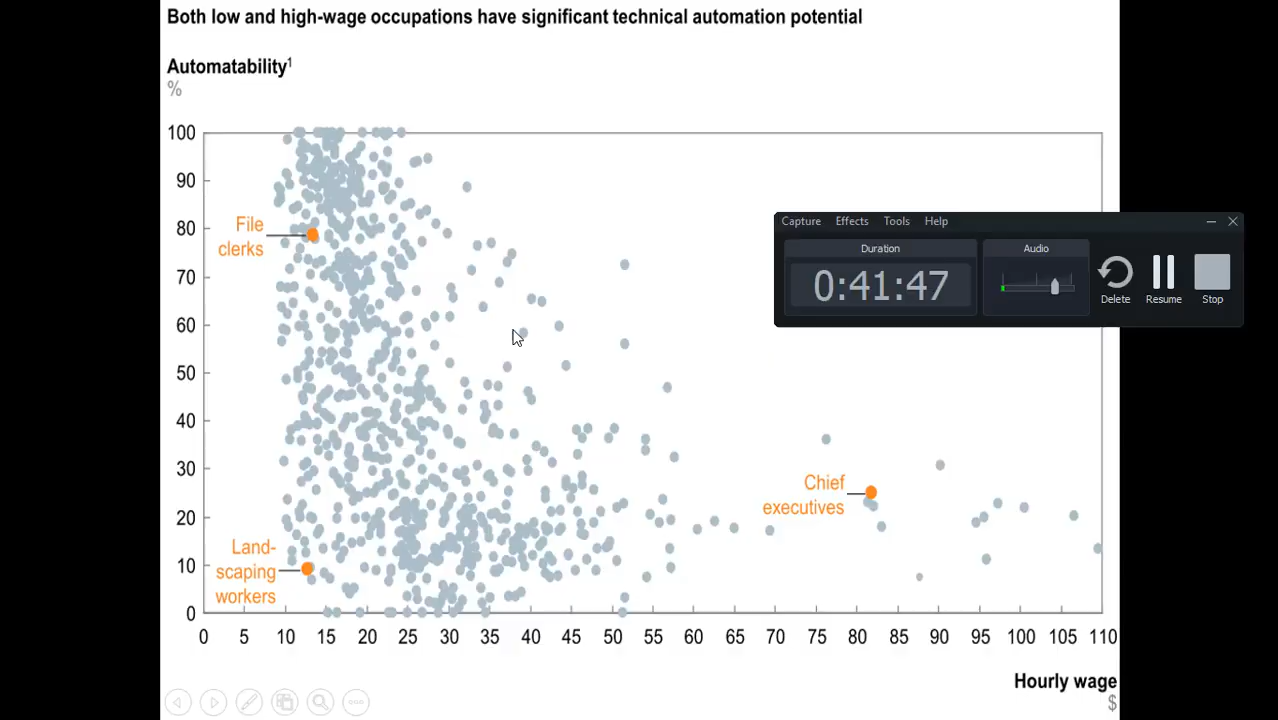 Both low and high-wage occupations have significant technical automation potential
Automatability¹
%
100
90
80
70
60
50
40
30
20
10
0
File
clerks
Land-
scaping
workers
Chief
executives
Capture Effects Tools Help
Duration
0:41:47
Audio
Delete Resume Stop
0 5 10 15 20 25 30 35 40 45 50 55 60 65 70 75 80 85 90 95 100 105 110
Hourly wage
$